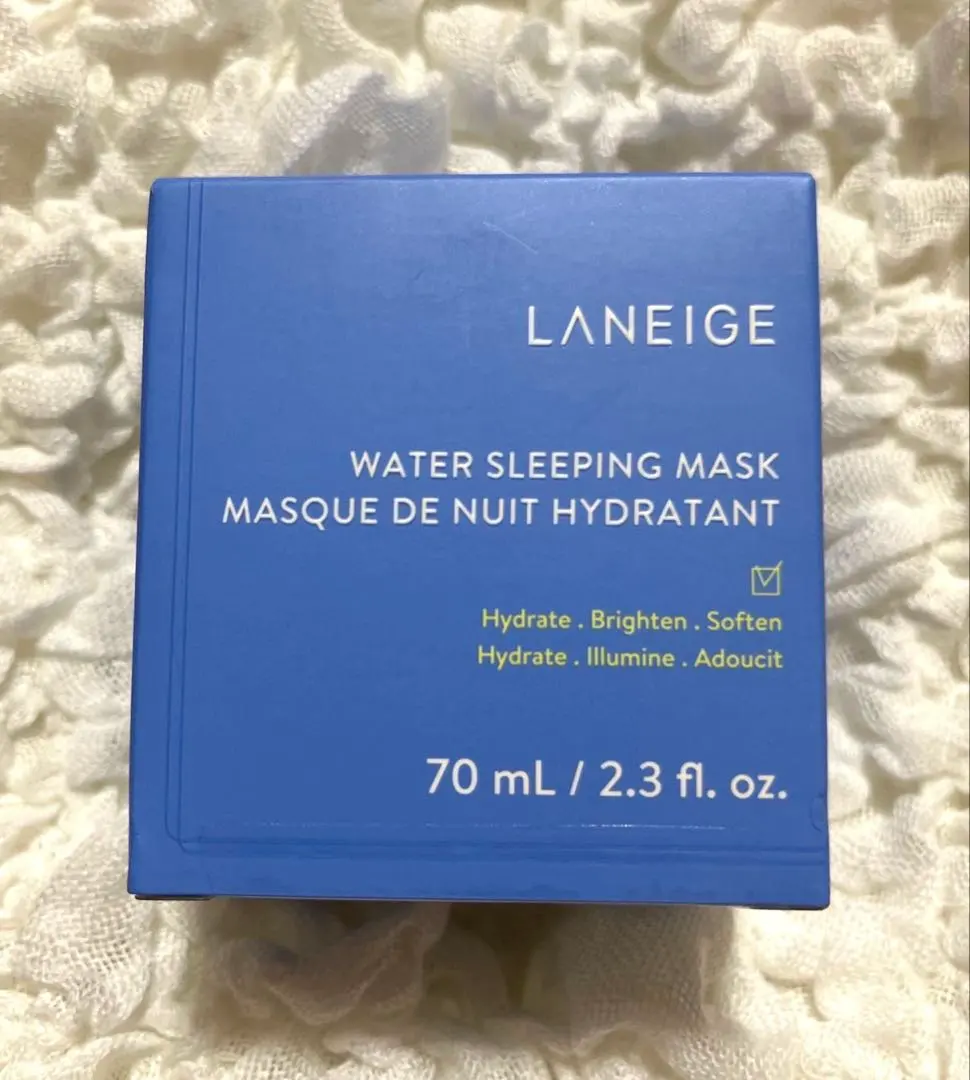 LANEIGE
WATER SLEEPING MASK
MASQUE DE NUIT HYDRATANT
Hydrate . Brighten . Soften
Hydrate . Illumine . Adoucit
70 mL / 2.3 fl. oz.